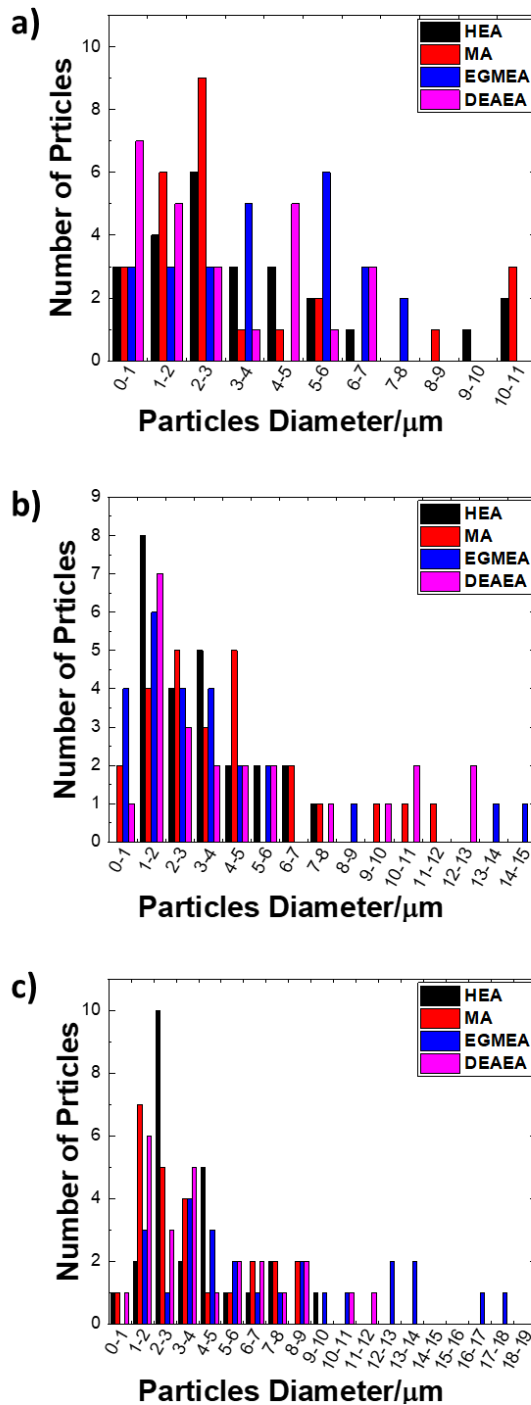 a)
HEA
MA
EGMEA
DEAEA
Number of Prticles
10
8
6
4
2
0
0-1 1-2 2-3 3-4 4-5 5-6 6-7 7-8 8-9 9-10 10-11
Particles Diameter/μm
b)
HEA
MA
EGMEA
DEAEA
Number of Prticles
9
8
7
6
5
4
3
2
1
0
0-1 1-2 2-3 3-4 4-5 5-6 6-7 7-8 8-9 9-10 10-11 11-12 12-13 13-14 14-15
Particles Diameter/μm
c)
HEA
MA
EGMEA
DEAEA
Number of Prticles
10
8
6
4
2
0
0-1 1-2 2-3 3-4 4-5 5-6 6-7 7-8 8-9 9-10 10-11 11-12 12-13 13-14 14-15 15-16 16-17 17-18 18-19
Particles Diameter/μm